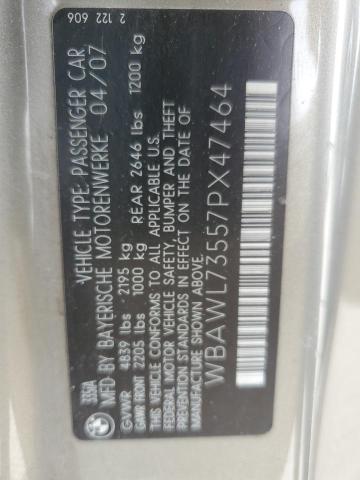 2 122 606
VEHICLE TYPE: PASSENGER CAR
MFD BY BAYERISCHE MOTORENWERKE 04/07
335iA
GVWR 4839 lbs 2195 kg
GAWR FRONT 2205 lbs 1000 kg REAR 2646 lbs 1200 kg
THIS VEHICLE CONFORMS TO ALL APPLICABLE U.S.
FEDERAL MOTOR VEHICLE SAFETY, BUMPER AND THEFT
PREVENTION STANDARDS IN EFFECT ON THE DATE OF
MANUFACTURE SHOWN ABOVE.
WBAWL73557PX47464